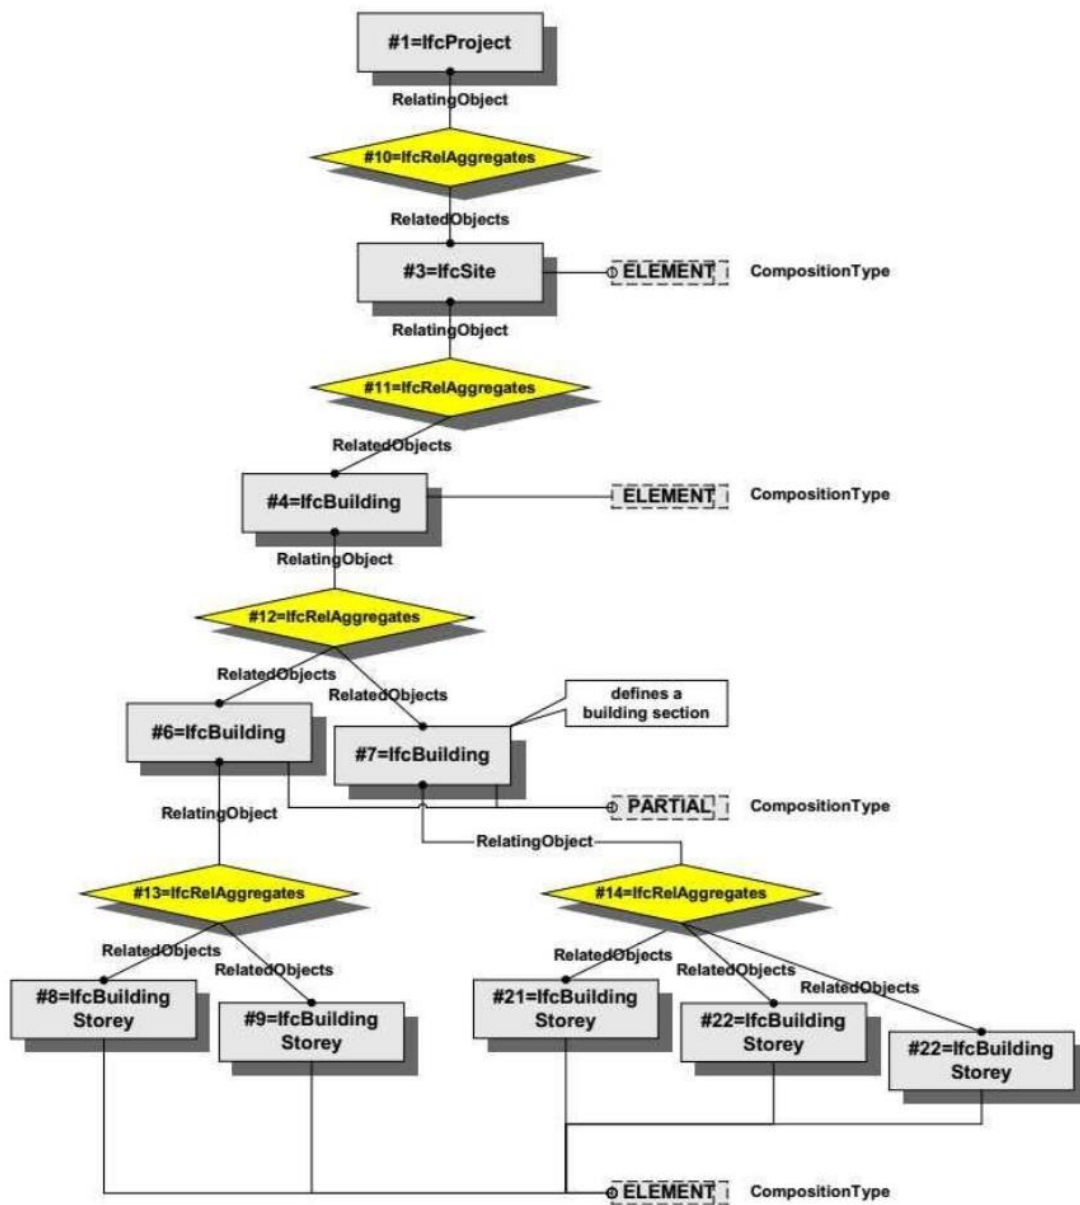 #1=IfcProject
RelatingObject
#10=IfcRelAggregates
RelatedObjects
#3=IfcSite
ELEMENT CompositionType
RelatingObject
#11=IfcRelAggregates
RelatedObjects
#4=IfcBuilding
ELEMENT CompositionType
RelatingObject
#12=IfcRelAggregates
RelatedObjects
RelatedObjects
defines a
building section
#6=IfcBuilding
#7=IfcBuilding
PARTIAL CompositionType
RelatingObject
RelatingObject
#13=IfcRelAggregates
#14=IfcRelAggregates
RelatedObjects
RelatedObjects
RelatedObjects
RelatedObjects
RelatedObjects
#8=IfcBuilding
Storey
#9=IfcBuilding
Storey
#21=IfcBuilding
Storey
#22=IfcBuilding
Storey
#22=IfcBuilding
Storey
ELEMENT CompositionType